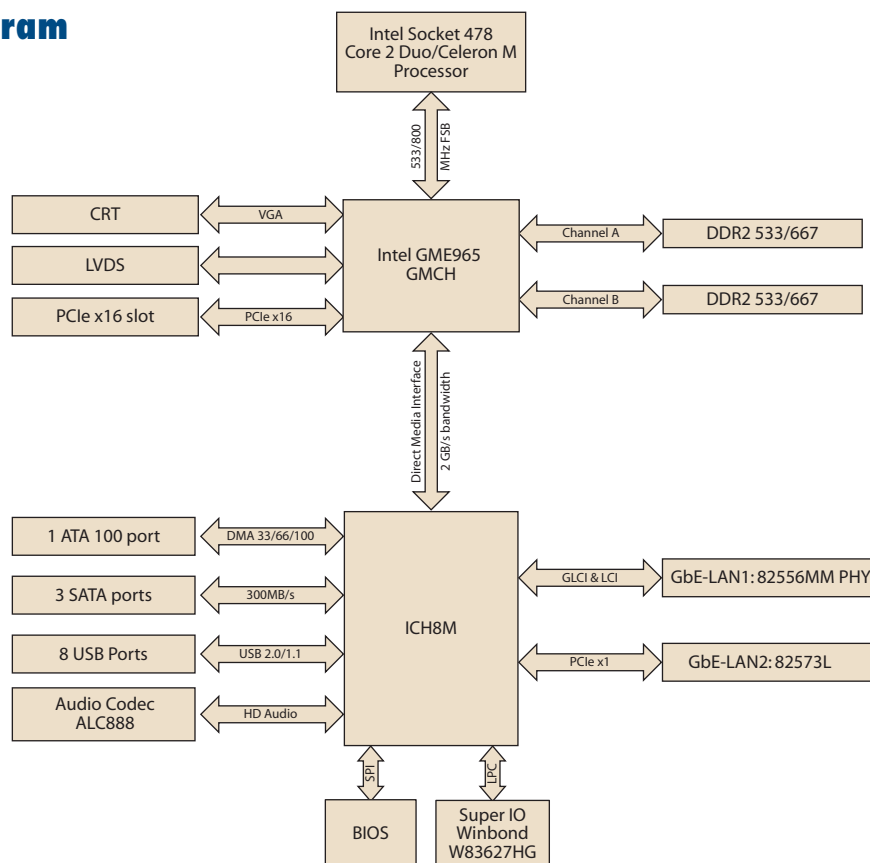 ram
Intel Socket 478
Core 2 Duo/Celeron M
Processor
533/800
MHz FSB
CRT
VGA
LVDS
PCIe x16 slot
PCIe x16
Intel GME965
GMCH
Channel A
DDR2 533/667
Channel B
DDR2 533/667
Direct Media Interface
2 GB/s bandwidth
1 ATA 100 port
DMA 33/66/100
3 SATA ports
300MB/s
8 USB Ports
USB 2.0/1.1
Audio Codec
ALC888
HD Audio
ICH8M
GLCI & LCI
GbE-LAN1: 82556MM PHY
PCIe x1
GbE-LAN2: 82573L
SPI
LPC
BIOS
Super IO
Winbond
W83627HG